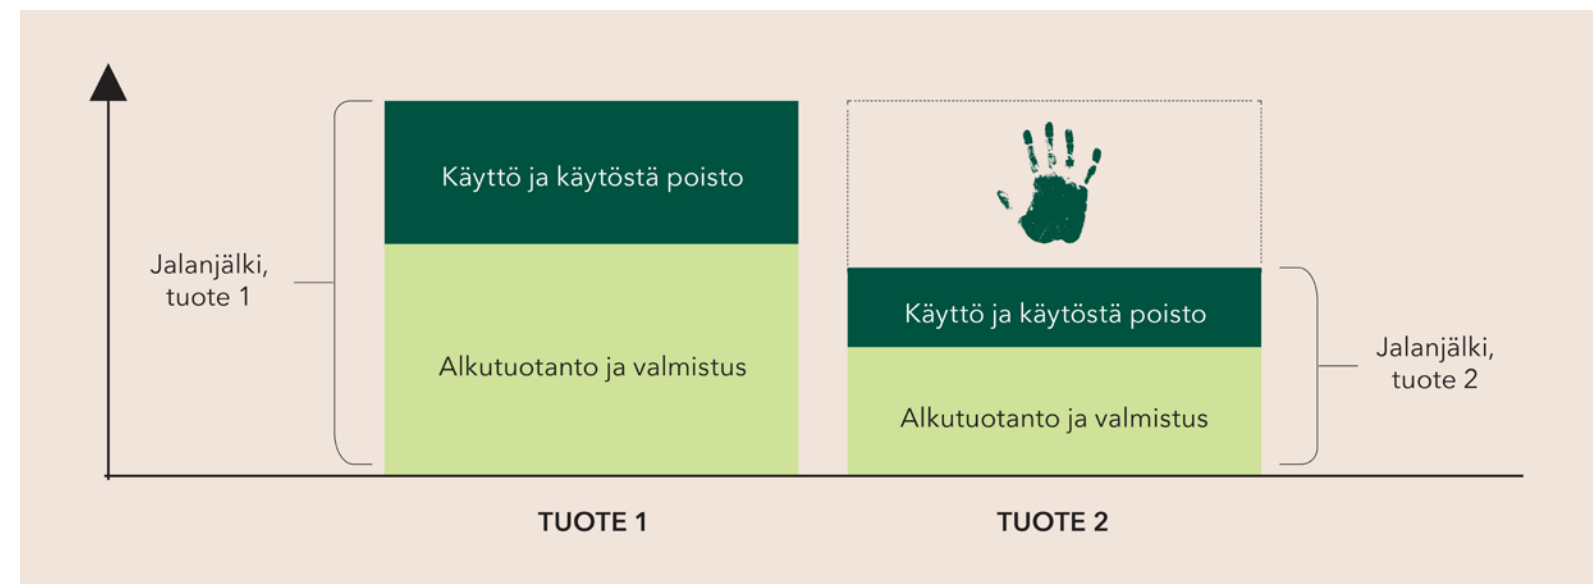 Käyttö ja käytöstä poisto
Jalanjälki,
tuote 1
Alkutuotanto ja valmistus
Käyttö ja käytöstä poisto
Alkutuotanto ja valmistus
Jalanjälki,
tuote 2
TUOTE 1
TUOTE 2